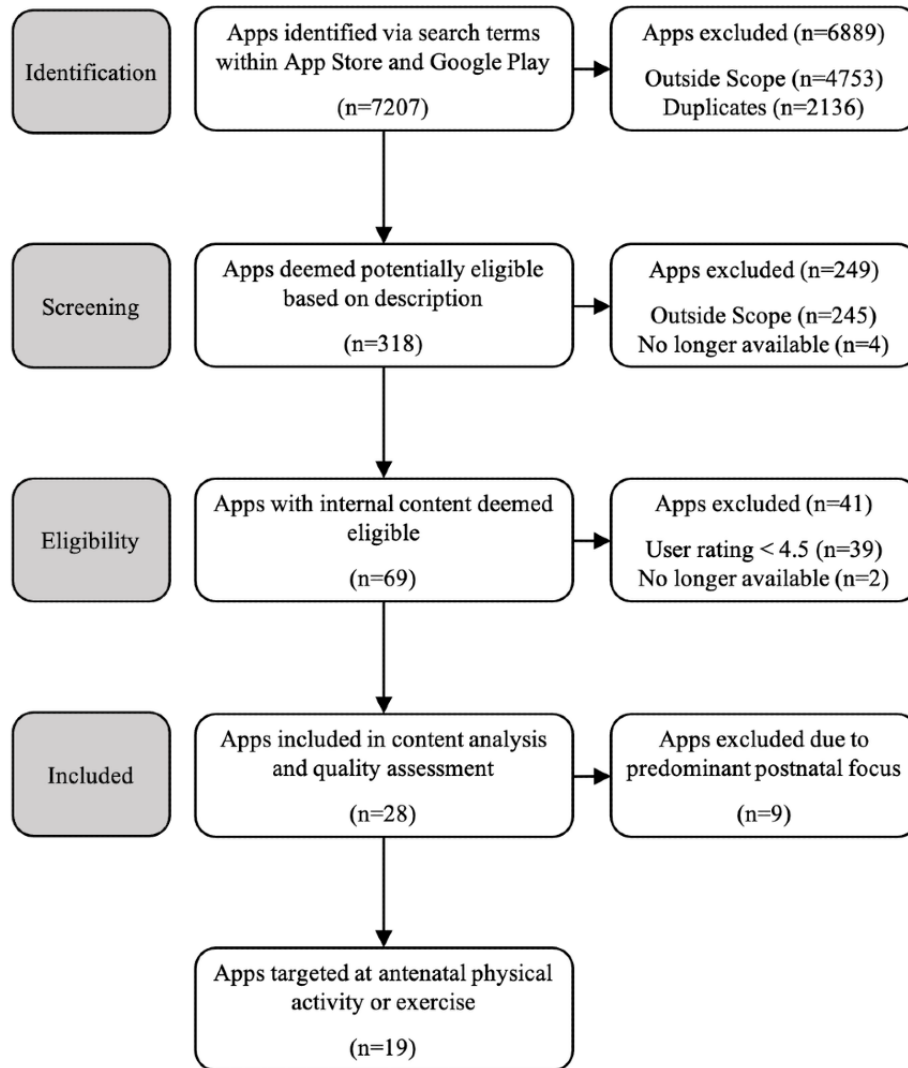 Identification
Apps identified via search terms
within App Store and Google Play
(n=7207)
Apps excluded (n=6889)
Outside Scope (n=4753)
Duplicates (n=2136)
Screening
Apps deemed potentially eligible
based on description
(n=318)
Apps excluded (n=249)
Outside Scope (n=245)
No longer available (n=4)
Eligibility
Apps with internal content deemed
eligible
(n=69)
Apps excluded (n=41)
User rating < 4.5 (n=39)
No longer available (n=2)
Included
Apps included in content analysis
and quality assessment
(n=28)
Apps excluded due to
predominant postnatal focus
(n=9)
Apps targeted at antenatal physical
activity or exercise
(n=19)